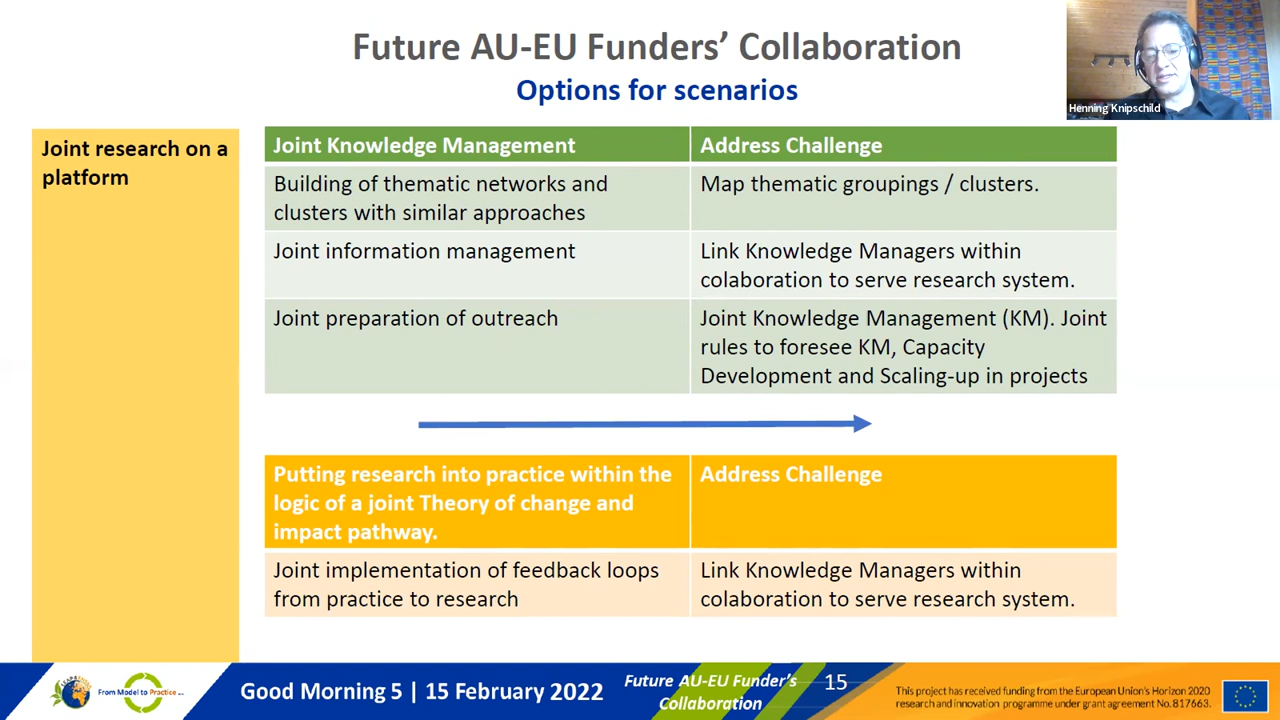 Future AU-EU Funders’ Collaboration
Options for scenarios
Henning Knipschild
Joint research on a
platform
Joint Knowledge Management
Address Challenge
Building of thematic networks and
clusters with similar approaches
Map thematic groupings / clusters.
Joint information management
Link Knowledge Managers within
colaboration to serve research system.
Joint preparation of outreach
Joint Knowledge Management (KM). Joint
rules to foresee KM, Capacity
Development and Scaling-up in projects
Putting research into practice within the
logic of a joint Theory of change and
impact pathway.
Address Challenge
Joint implementation of feedback loops
from practice to research
Link Knowledge Managers within
colaboration to serve research system.
From Model to Practice
Good Morning 5 | 15 February 2022
Future AU-EU Funder’s
Collaboration
15
This project has received funding from the European Union’s Horizon 2020
research and innovation programme under grant agreement No. 817663.